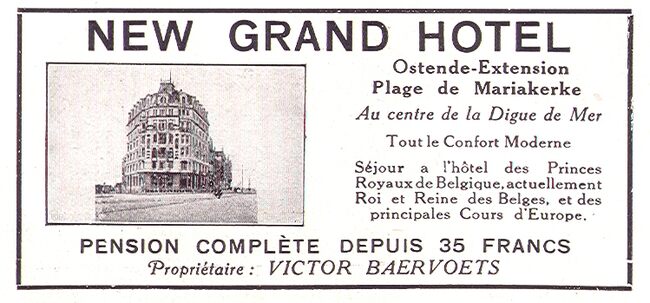 NEW GRAND HOTEL
Ostende-Extension
Plage de Mariakerke
Au centre de la Digue de Mer
Tout le Confort Moderne
Séjour a l'hôtel des Princes
Royaux de Belgique, actuellement
Roi et Reine des Belges, et des
principales Cours d'Europe.
PENSION COMPLÈTE DEPUIS 35 FRANCS
Propriétaire : VICTOR BAERVOETS